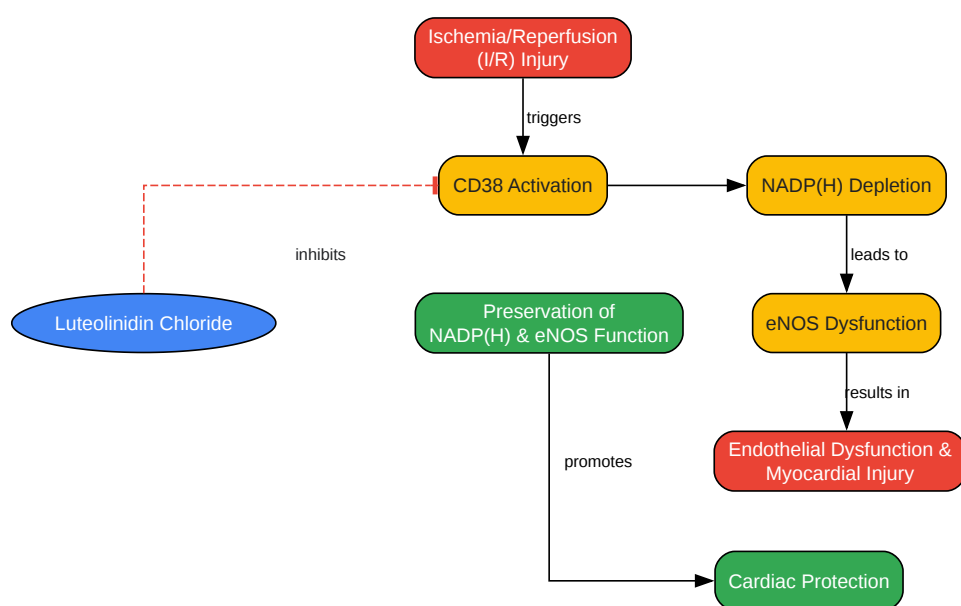 Ischemia/Reperfusion
(I/R) Injury
triggers
CD38 Activation
NADP(H) Depletion
inhibits
leads to
Luteolinidin Chloride
Preservation of
NADP(H) & eNOS Function
eNOS Dysfunction
results in
promotes
Endothelial Dysfunction &
Myocardial Injury
Cardiac Protection